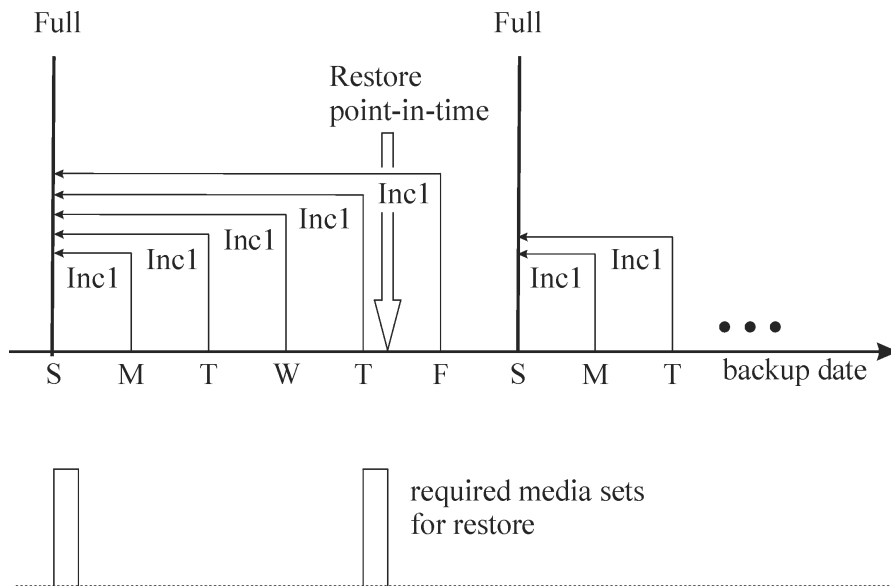 Full
Full
Restore
point-in-time
Inc1
Inc1
Inc1
Inc1
Inc1
Inc1
Inc1
S M T W T F S M T backup date
required media sets
for restore